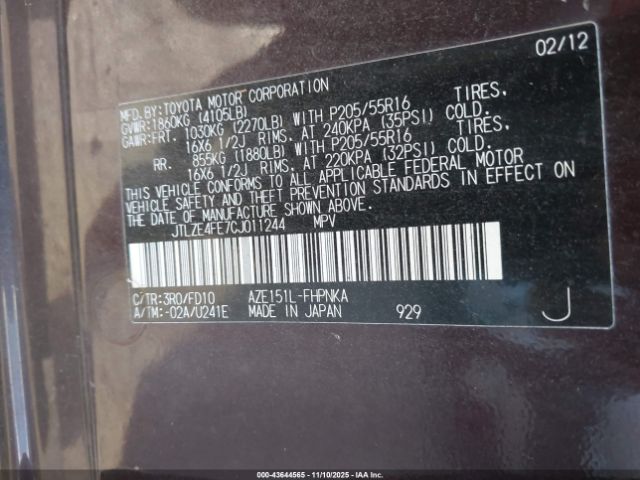 02/12
MFD.BY:TOYOTA MOTOR CORPORATION
GVWR:1860KG (4105LB)
GAWR:FRT. 1030KG (2270LB) WITH P205/55R16 TIRES,
16X6 1/2J RIMS, AT 240KPA (35PSI) COLD.
RR. 855KG (1880LB) WITH P205/55R16 TIRES,
16X6 1/2J RIMS, AT 220KPA (32PSI) COLD.
THIS VEHICLE CONFORMS TO ALL APPLICABLE FEDERAL MOTOR
VEHICLE SAFETY AND THEFT PREVENTION STANDARDS IN EFFECT ON
THE DATE OF MANUFACTURE SHOWN ABOVE.
JTLZE4FE7CJ011244 MPV
C/TR:3R0/FD10 AZE151L-FHPNKA
A/TM:-02A/U241E MADE IN JAPAN 929 J
000-43644565 - 11/10/2025 - IAA Inc.